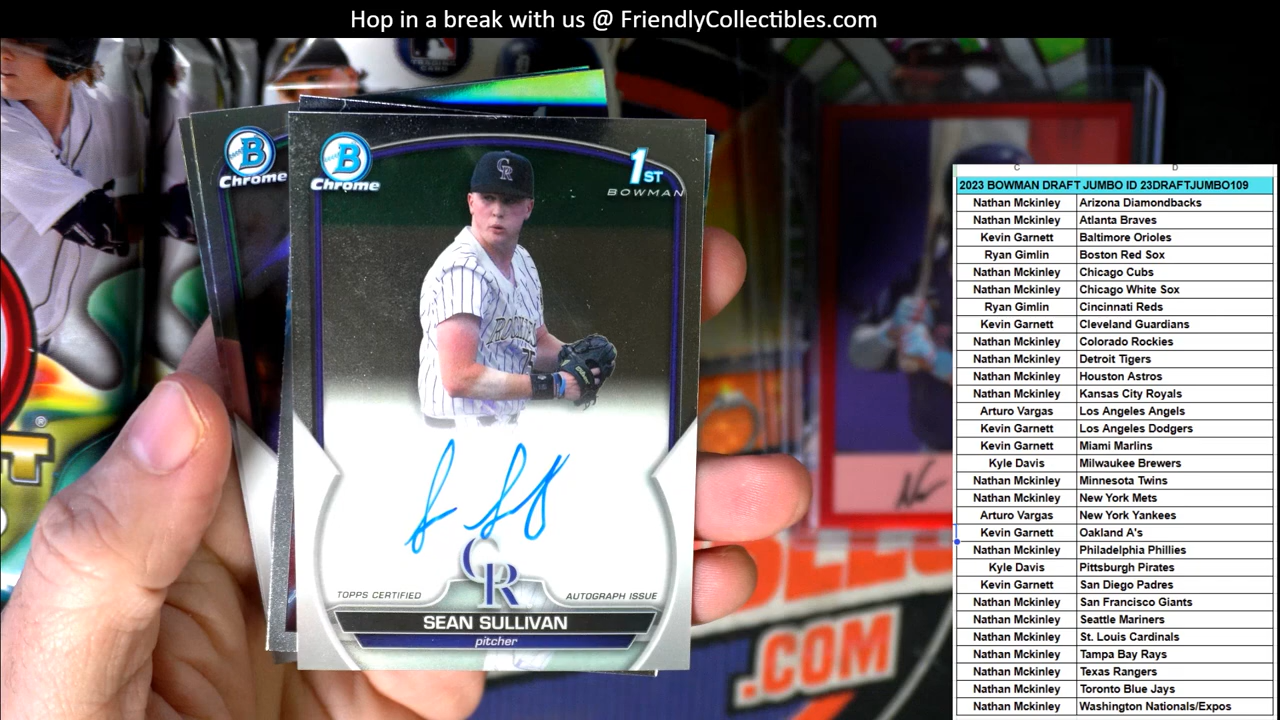 Hop in a break with us @ FriendlyCollectibles.com
B
Chrome
B
Chrome
1ST
BOWMAN
CR
ROCKIES
75
CR
TOPPS CERTIFIED
AUTOGRAPH ISSUE
SEAN SULLIVAN
pitcher
.COM
C D
2023 BOWMAN DRAFT JUMBO ID 23DRAFTJUMBO109
Nathan Mckinley Arizona Diamondbacks
Nathan Mckinley Atlanta Braves
Kevin Garnett Baltimore Orioles
Ryan Gimlin Boston Red Sox
Nathan Mckinley Chicago Cubs
Nathan Mckinley Chicago White Sox
Ryan Gimlin Cincinnati Reds
Kevin Garnett Cleveland Guardians
Nathan Mckinley Colorado Rockies
Nathan Mckinley Detroit Tigers
Nathan Mckinley Houston Astros
Nathan Mckinley Kansas City Royals
Arturo Vargas Los Angeles Angels
Kevin Garnett Los Angeles Dodgers
Kevin Garnett Miami Marlins
Kyle Davis Milwaukee Brewers
Nathan Mckinley Minnesota Twins
Nathan Mckinley New York Mets
Arturo Vargas New York Yankees
Kevin Garnett Oakland A's
Nathan Mckinley Philadelphia Phillies
Kyle Davis Pittsburgh Pirates
Kevin Garnett San Diego Padres
Nathan Mckinley San Francisco Giants
Nathan Mckinley Seattle Mariners
Nathan Mckinley St. Louis Cardinals
Nathan Mckinley Tampa Bay Rays
Nathan Mckinley Texas Rangers
Nathan Mckinley Toronto Blue Jays
Nathan Mckinley Washington Nationals/Expos